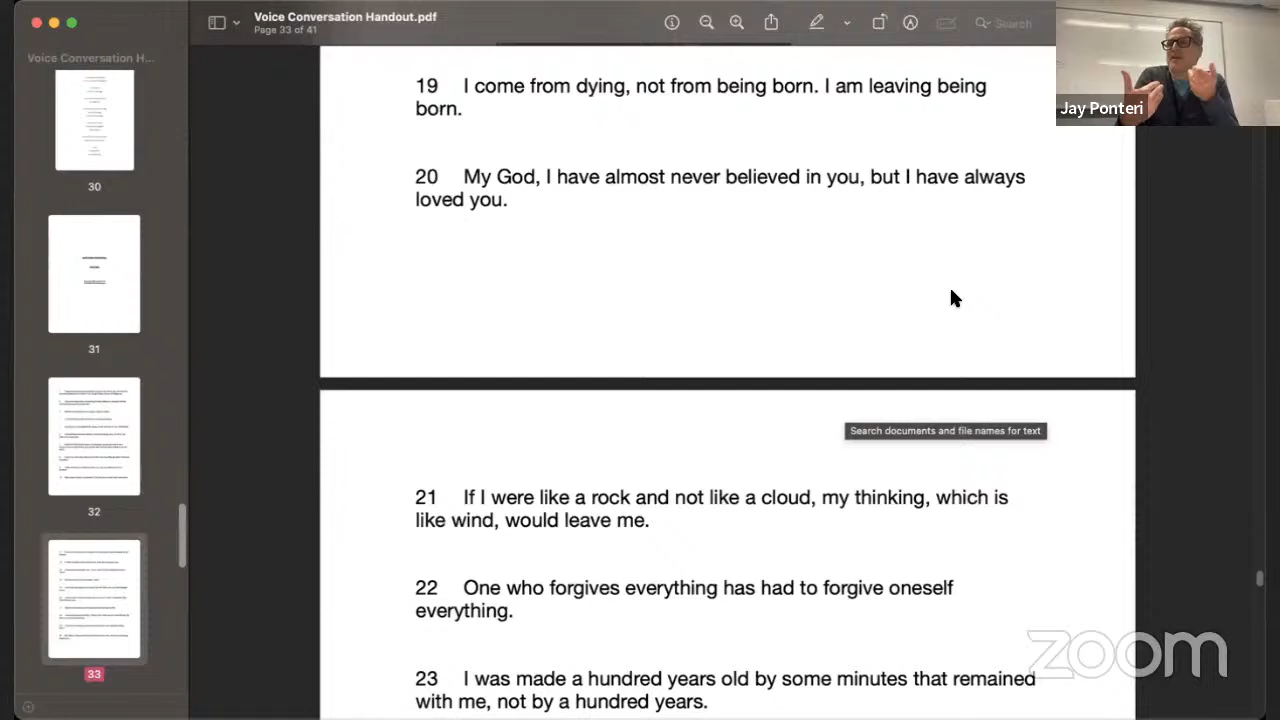 Voice Conversation Handout.pdf
Page 33 of 41
Search
Voice Conversation H...
30
31
32
33
19 I come from dying, not from being born. I am leaving being
born.
20 My God, I have almost never believed in you, but I have always
loved you.
Search documents and file names for text
21 If I were like a rock and not like a cloud, my thinking, which is
like wind, would leave me.
22 One who forgives everything has had to forgive oneself
everything.
23 I was made a hundred years old by some minutes that remained
with me, not by a hundred years.
Jay Ponteri
zoom